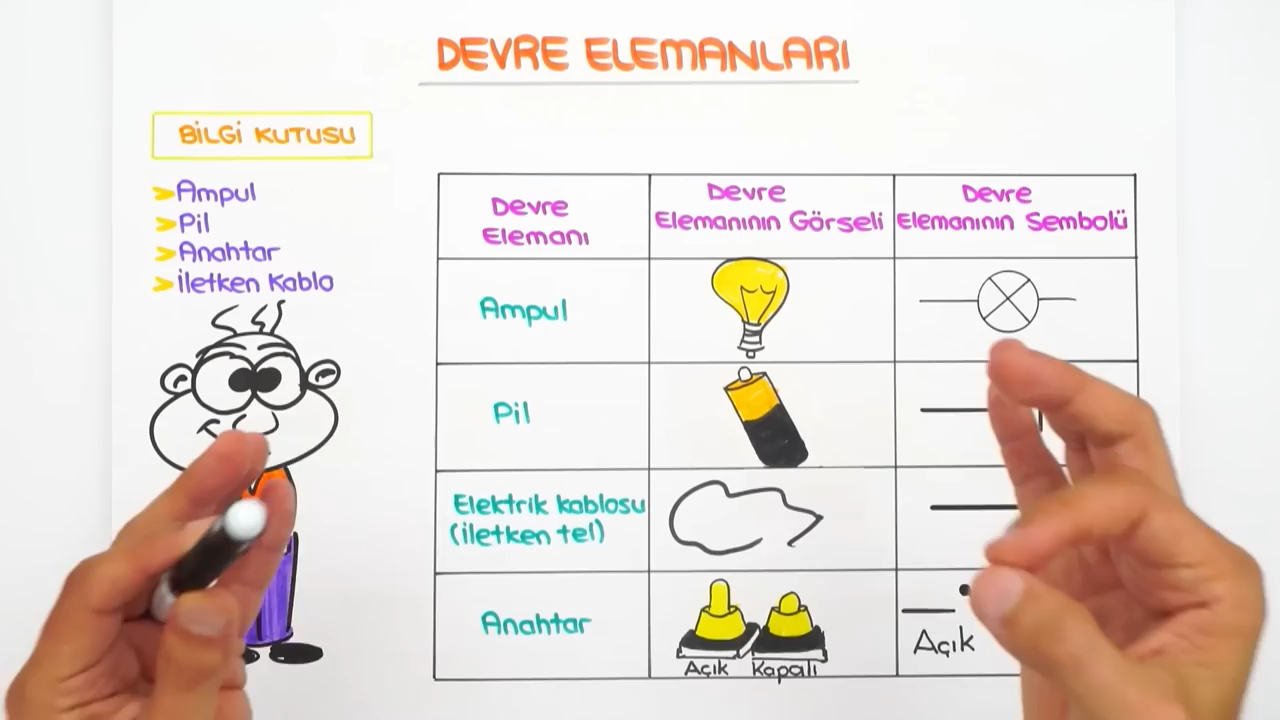 DEVRE ELEMANLARI
BİLGİ KUTUSU
➤Ampul
➤Pil
➤Anahtar
➤İletken Kablo
Devre
Elemanı
Devre
Elemanının Görseli
Devre
Elemanının Sembolü
Ampul
Pil
Elektrik kablosu
(iletken tel)
Anahtar
Açık
Kapalı
Açık